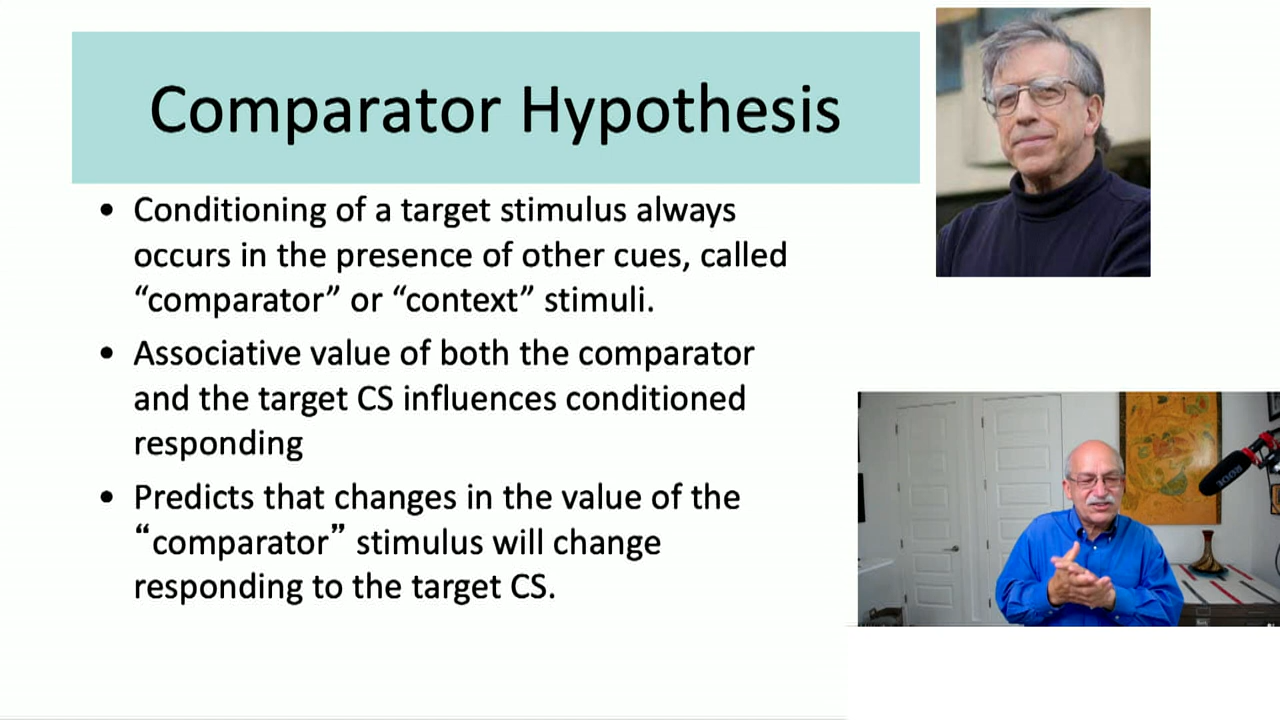 Comparator Hypothesis
• Conditioning of a target stimulus always
occurs in the presence of other cues, called
“comparator” or “context” stimuli.
• Associative value of both the comparator
and the target CS influences conditioned
responding
• Predicts that changes in the value of the
“comparator” stimulus will change
responding to the target CS.
RODE